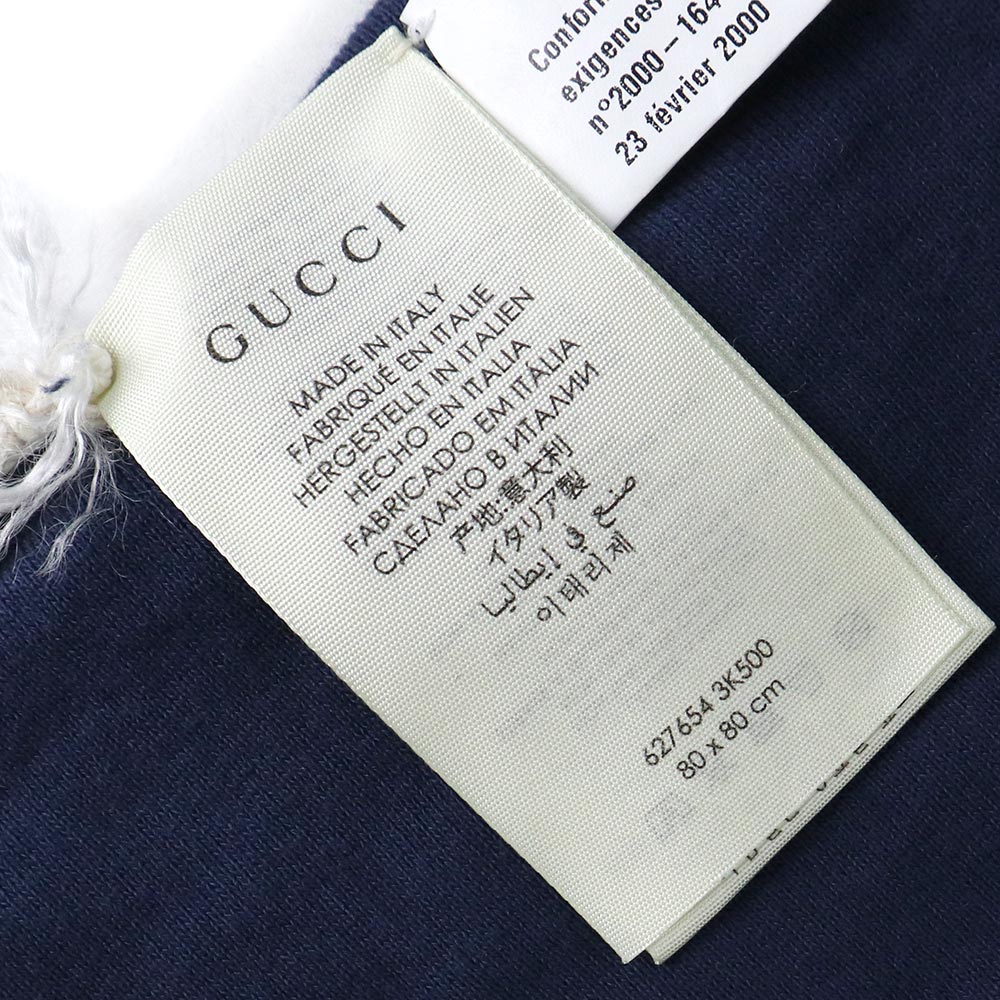 Conform
exigences
n°2000 – 164
23 février 2000
GUCCI
MADE IN ITALY
FABRIQUÉ EN ITALIE
HERGESTELLT IN ITALIEN
HECHO EN ITALIA
FABRICADO EM ITÁLIA
СДЕЛАНО В ИТАЛИИ
产地:意大利
イタリア製
صنع في إيطاليا
이태리제
627654 3K500
80 x 80 cm